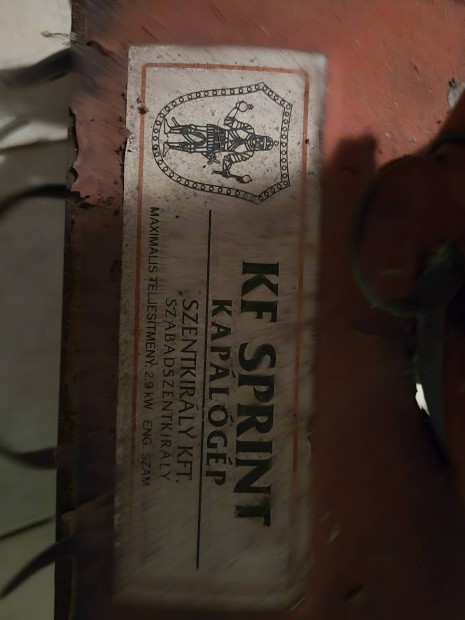 KF SPRINT
KAPÁLÓGÉP
SZENTKIRÁLY KFT.
SZABADSZENTKIRÁLY
MAXIMÁLIS TELJESÍTMÉNY: 2.9 kW ENG. SZÁM